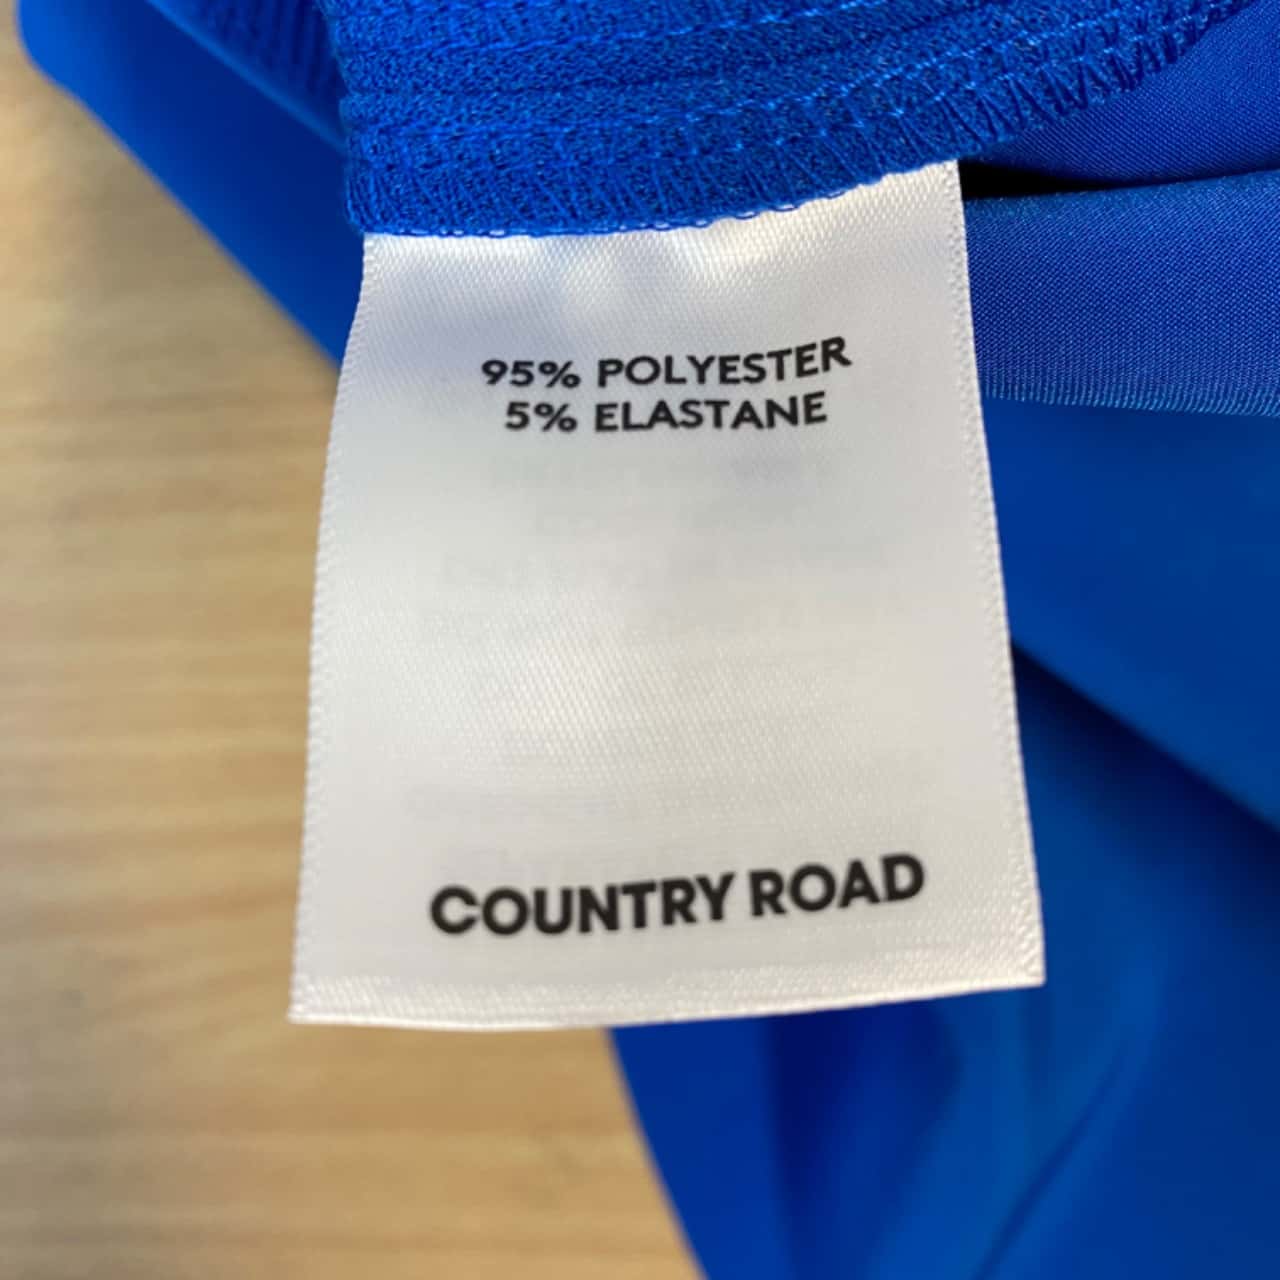 95% POLYESTER
5% ELASTANE
COUNTRY ROAD